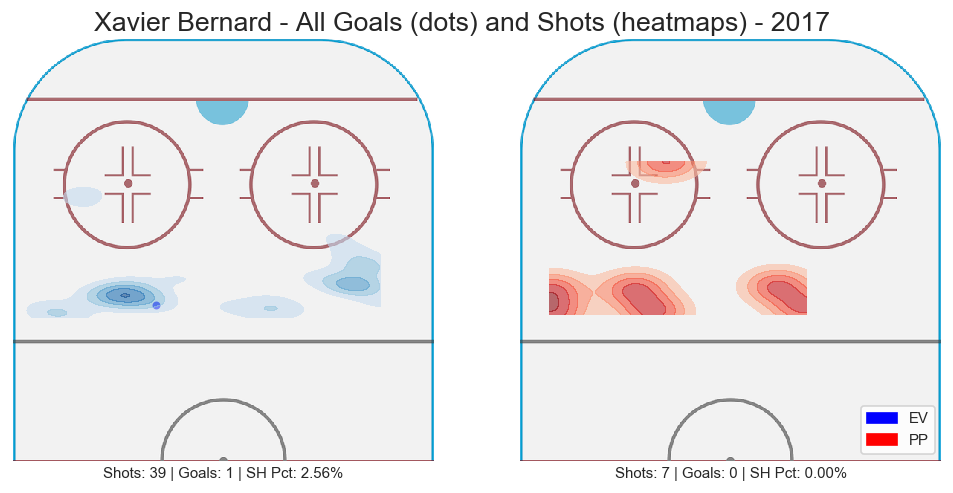 Xavier Bernard - All Goals (dots) and Shots (heatmaps) - 2017
EV
PP
Shots: 39 | Goals: 1 | SH Pct: 2.56%
Shots: 7 | Goals: 0 | SH Pct: 0.00%